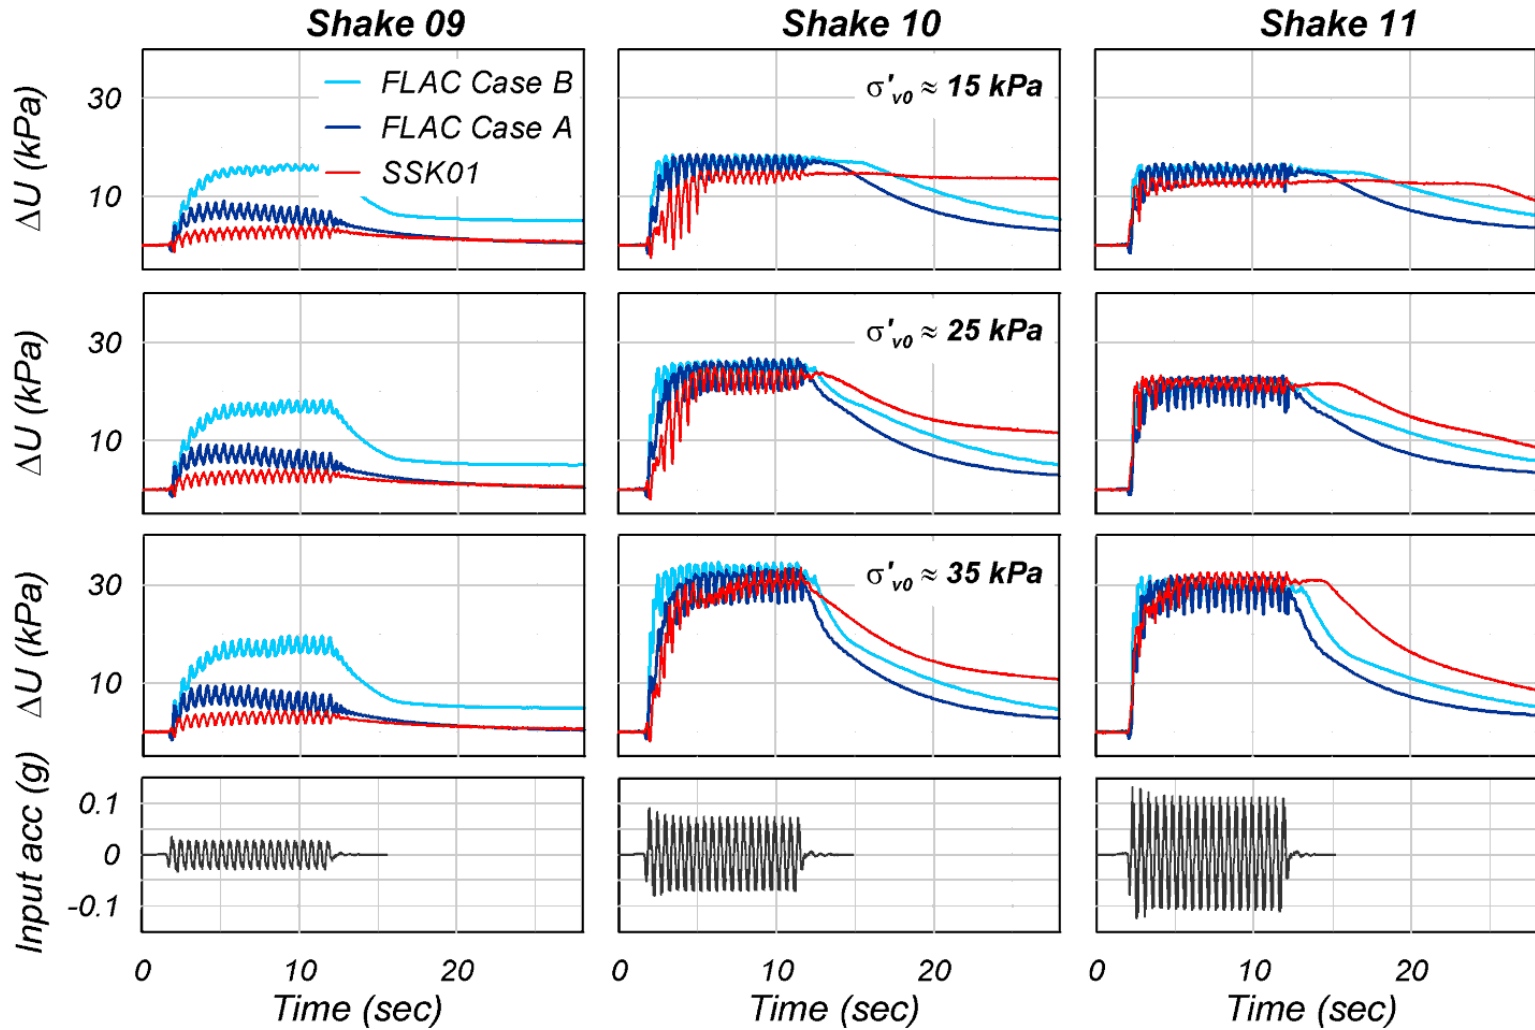 Shake 09 Shake 10 Shake 11
ΔU (kPa)
30
10
FLAC Case B
FLAC Case A
SSK01
σ'v0 ≈ 15 kPa
ΔU (kPa)
30
10
σ'v0 ≈ 25 kPa
ΔU (kPa)
30
10
σ'v0 ≈ 35 kPa
Input acc (g)
0.1
0
-0.1
0 10 20 0 10 20 0 10 20
Time (sec) Time (sec) Time (sec)